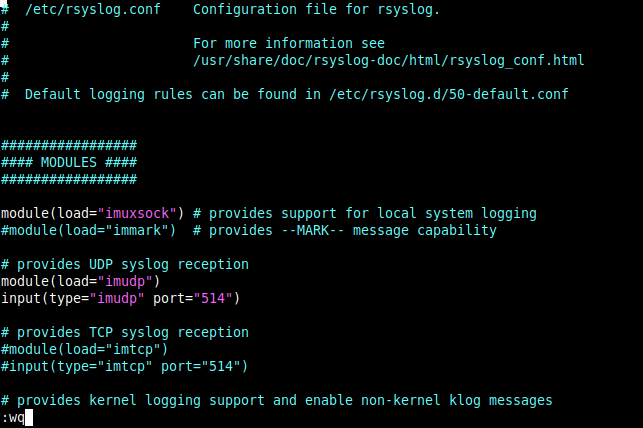 #  /etc/rsyslog.conf    Configuration file for rsyslog.
#
#                       For more information see
#                       /usr/share/doc/rsyslog-doc/html/rsyslog_conf.html
#
#  Default logging rules can be found in /etc/rsyslog.d/50-default.conf
#################
#### MODULES ####
#################
module(load="imuxsock") # provides support for local system logging
#module(load="immark")  # provides --MARK-- message capability
# provides UDP syslog reception
module(load="imudp")
input(type="imudp" port="514")
# provides TCP syslog reception
#module(load="imtcp")
#input(type="imtcp" port="514")
# provides kernel logging support and enable non-kernel klog messages
:wq